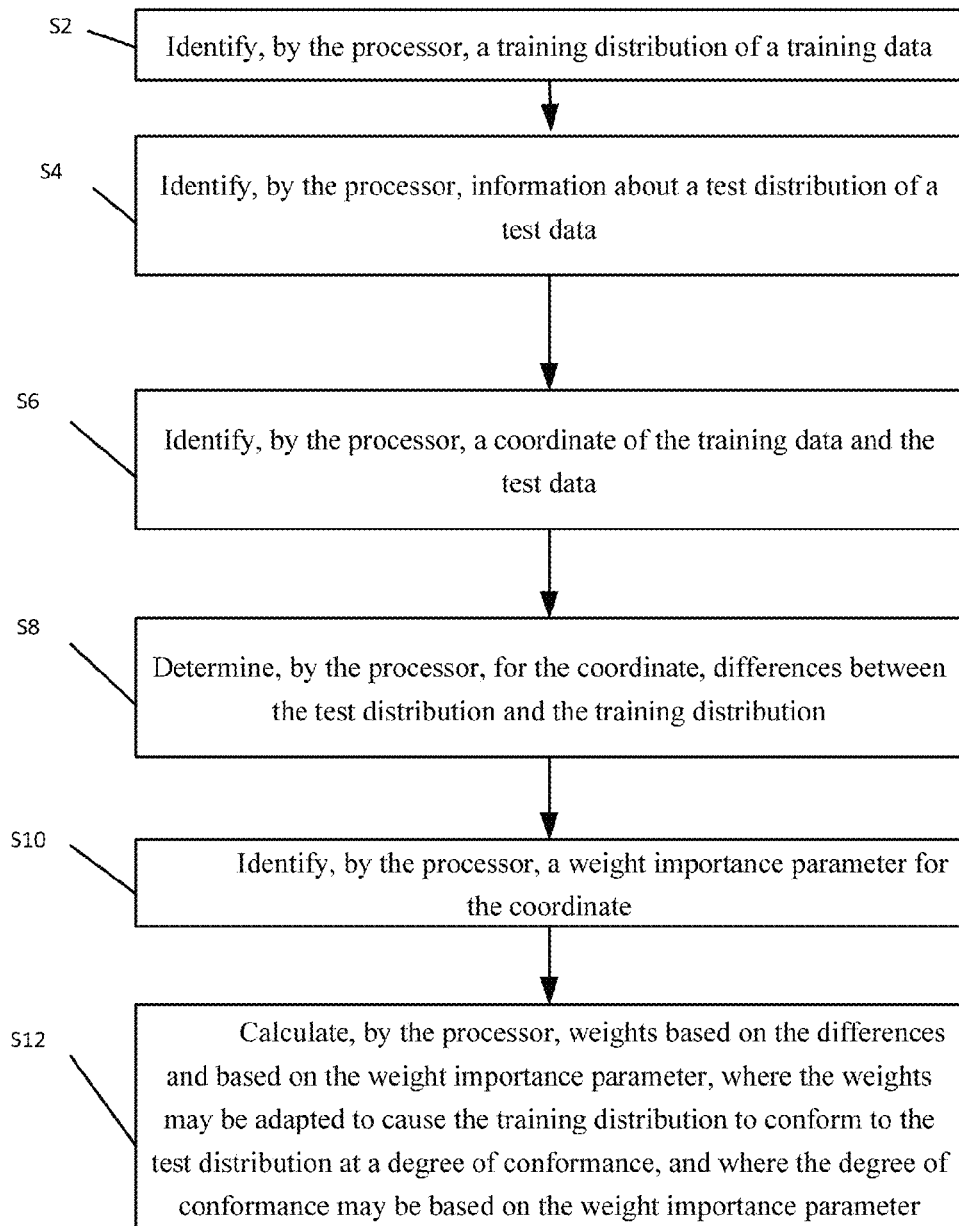 S2
Identify, by the processor, a training distribution of a training data
S4
Identify, by the processor, information about a test distribution of a
test data
S6
Identify, by the processor, a coordinate of the training data and the
test data
S8
Determine, by the processor, for the coordinate, differences between
the test distribution and the training distribution
S10
Identify, by the processor, a weight importance parameter for
the coordinate
S12
Calculate, by the processor, weights based on the differences
and based on the weight importance parameter, where the weights
may be adapted to cause the training distribution to conform to the
test distribution at a degree of conformance, and where the degree of
conformance may be based on the weight importance parameter